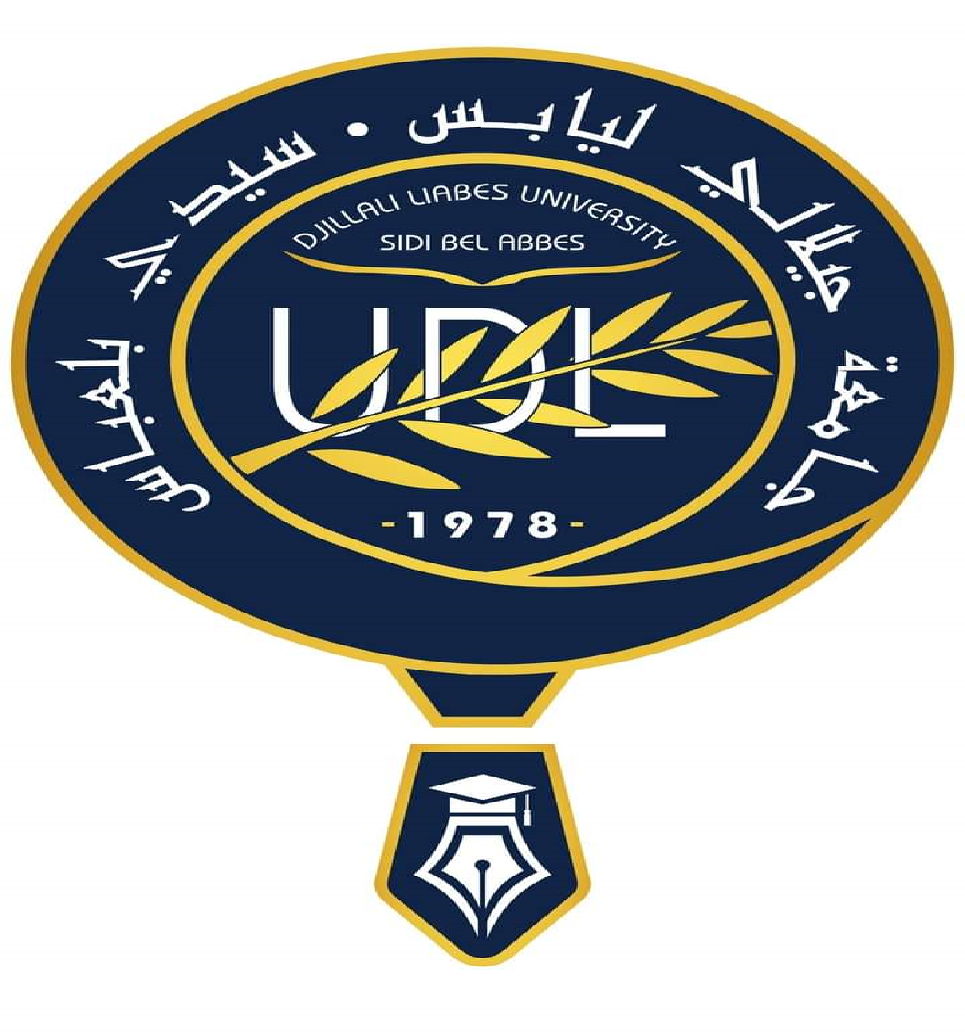 جامعة جيلالي ليابس • سيدي بلعباس
DJILLALI LIABES UNIVERSITY
SIDI BEL ABBES
UDL
-1978-